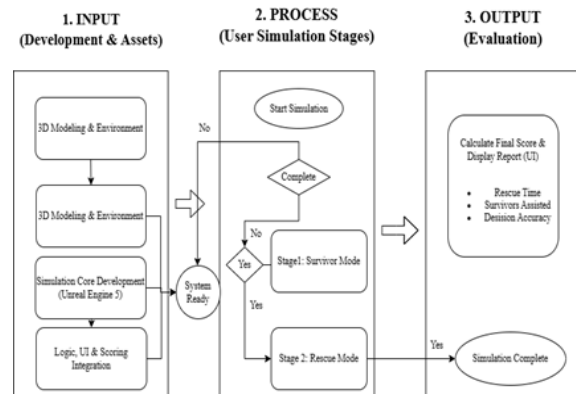 1. INPUT
(Development & Assets)
3D Modeling & Environment
3D Modeling & Environment
Simulation Core Development
(Unreal Engine 5)
Logic, UI & Scoring
Integration
System
Ready
2. PROCESS
(User Simulation Stages)
Start Simulation
No
Complete
No
Yes
Stage1: Survivor Mode
Yes
Stage 2: Rescue Mode
3. OUTPUT
(Evaluation)
Calculate Final Score &
Display Report (UI)
• Rescue Time
• Survivors Assisted
• Desision Accuracy
Yes
Simulation Complete